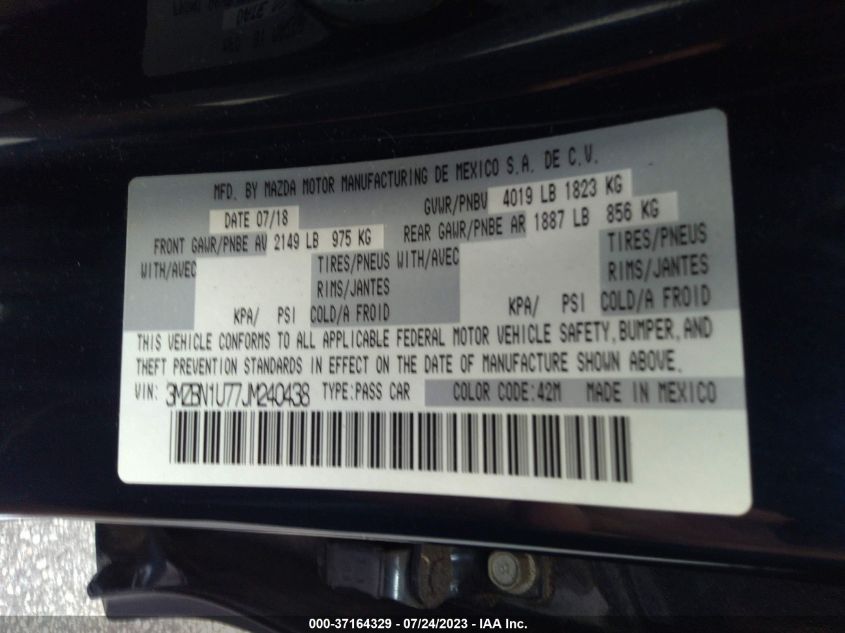 MFD. BY MAZDA MOTOR MANUFACTURING DE MEXICO S.A. DE C.V.
DATE 07/18
GVWR/PNBV 4019 LB 1823 KG
FRONT GAWR/PNBE AV 2149 LB 975 KG
REAR GAWR/PNBE AR 1887 LB 856 KG
WITH/AVEC TIRES/PNEUS WITH/AVEC TIRES/PNEUS
RIMS/JANTES RIMS/JANTES
KPA/ PSI COLD/A FROID KPA/ PSI COLD/A FROID
THIS VEHICLE CONFORMS TO ALL APPLICABLE FEDERAL MOTOR VEHICLE SAFETY, BUMPER, AND
THEFT PREVENTION STANDARDS IN EFFECT ON THE DATE OF MANUFACTURE SHOWN ABOVE.
VIN: 3MZBN1U77JM240438 TYPE:PASS CAR COLOR CODE:42M MADE IN MEXICO
000-37164329 - 07/24/2023 - IAA Inc.